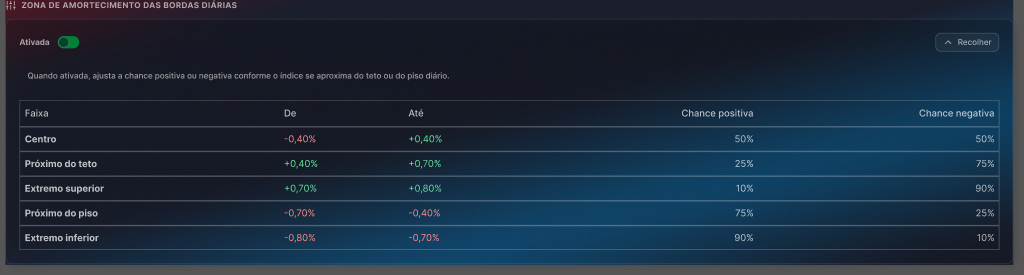 ZONA DE AMORTECIMENTO DAS BORDAS DIÁRIAS
Ativada Recolher
Quando ativada, ajusta a chance positiva ou negativa conforme o índice se aproxima do teto ou do piso diário.
Faixa De Até Chance positiva Chance negativa
Centro -0,40% +0,40% 50% 50%
Próximo do teto +0,40% +0,70% 25% 75%
Extremo superior +0,70% +0,80% 10% 90%
Próximo do piso -0,70% -0,40% 75% 25%
Extremo inferior -0,80% -0,70% 90% 10%